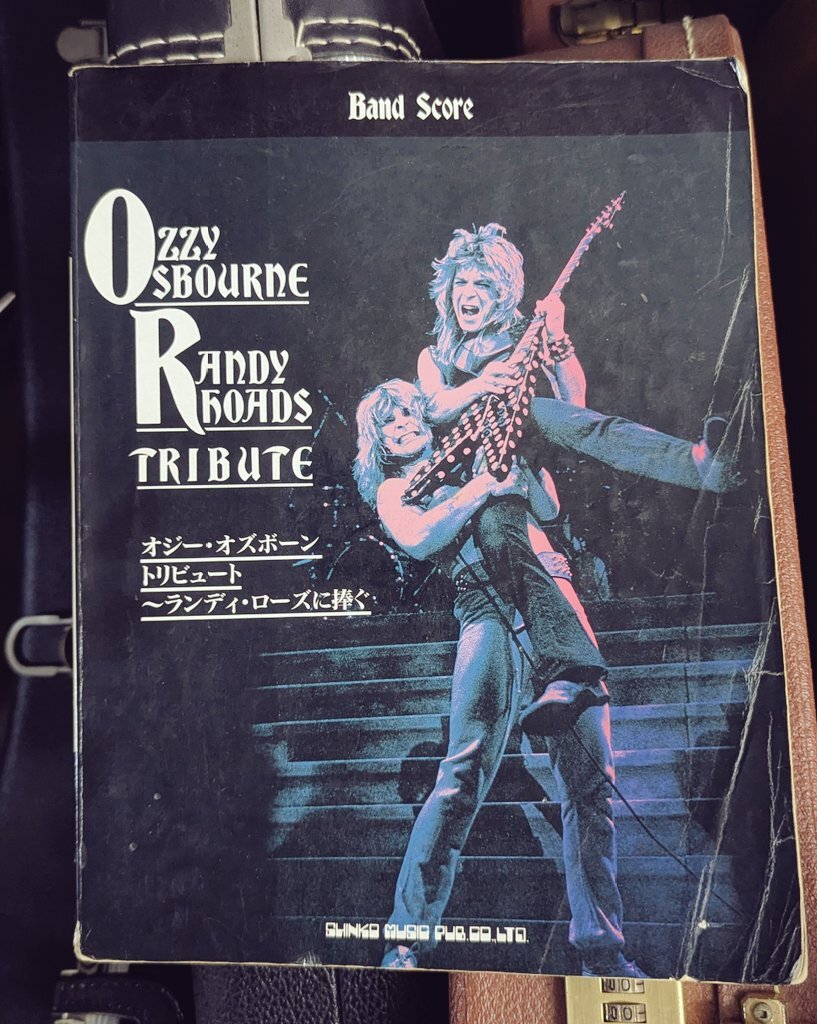 Band Score
OZZY
OSBOURNE
RANDY
RHOADS
TRIBUTE
オジー・オズボーン
トリビュート
〜ランディ・ローズに捧ぐ
SHINKO MUSIC PUB.CO.,LTD.